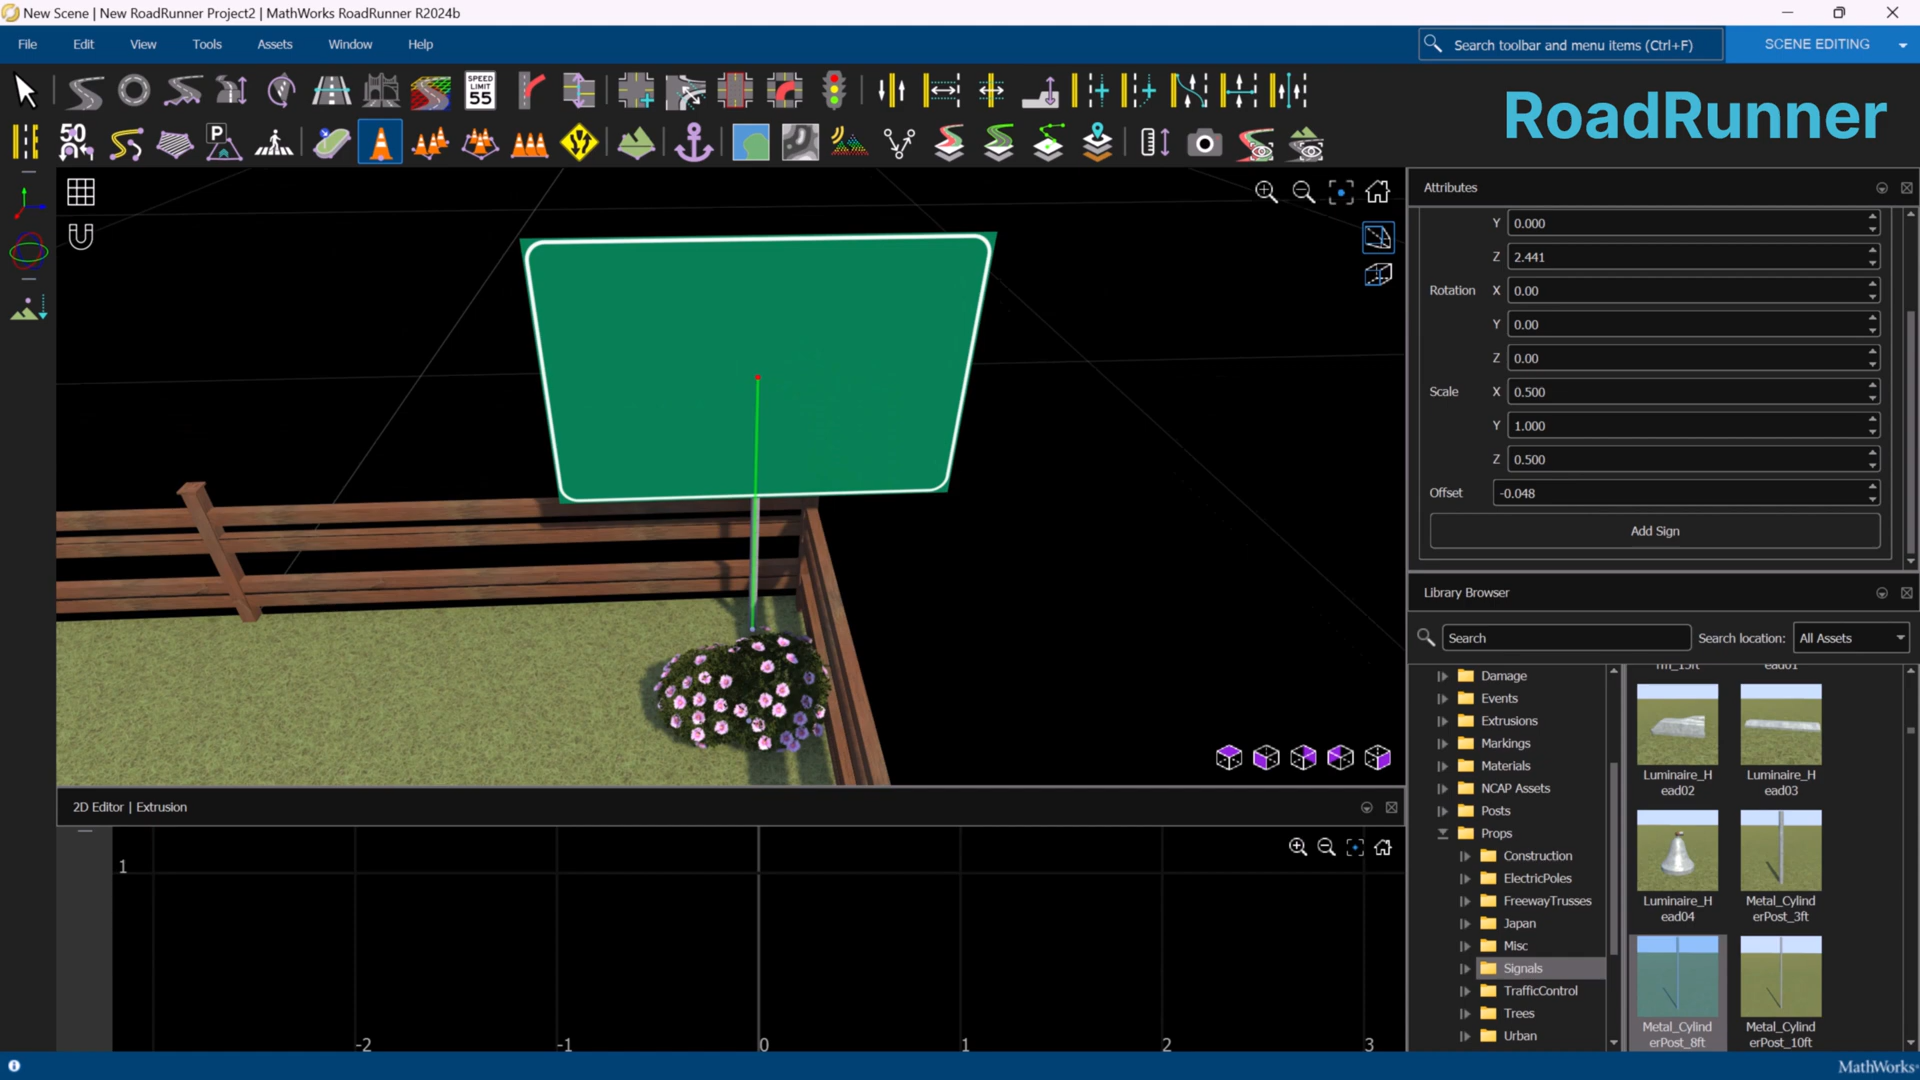 New Scene | New RoadRunner Project2 | MathWorks RoadRunner R2024b
File Edit View Tools Assets Window Help
Search toolbar and menu items (Ctrl+F)
SCENE EDITING
SPEED LIMIT 55
RoadRunner
50
P
Attributes
Y 0.000
Z 2.441
Rotation X 0.00
Y 0.00
Z 0.00
Scale X 0.500
Y 1.000
Z 0.500
Offset -0.048
Add Sign
Library Browser
Search
Search location: All Assets
Damage
Events
Extrusions
Markings
Materials
NCAP Assets
Posts
Props
Construction
ElectricPoles
FreewayTrusses
Japan
Misc
Signals
TrafficControl
Trees
Urban
Luminaire_H
ead02
Luminaire_H
ead03
Luminaire_H
ead04
Metal_Cylind
erPost_3ft
Metal_Cylind
erPost_8ft
Metal_Cylind
erPost_10ft
2D Editor | Extrusion
1
-2 -1 0 1 2 3
MathWorks